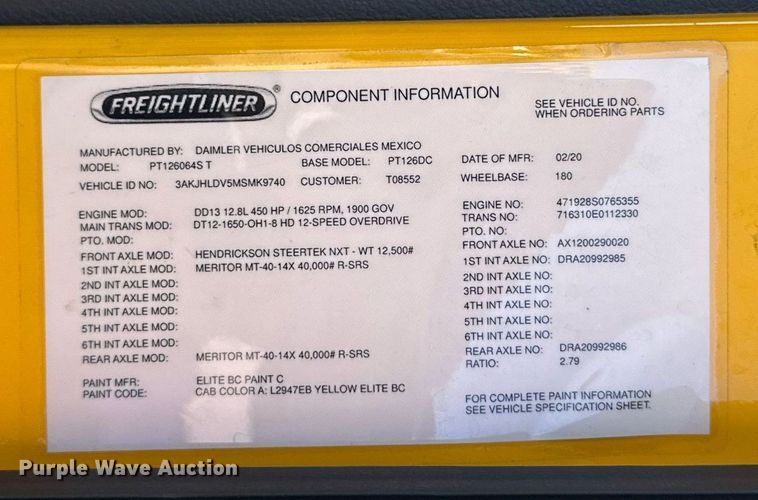 FREIGHTLINER ® COMPONENT INFORMATION
SEE VEHICLE ID NO.
WHEN ORDERING PARTS
MANUFACTURED BY: DAIMLER VEHICULOS COMERCIALES MEXICO
MODEL: PT126064S T BASE MODEL: PT126DC DATE OF MFR: 02/20
VEHICLE ID NO: 3AKJHLDV5MSMK9740 CUSTOMER: T08552 WHEELBASE: 180
ENGINE MOD: DD13 12.8L 450 HP / 1625 RPM, 1900 GOV ENGINE NO: 471928S0765355
MAIN TRANS MOD: DT12-1650-OH1-8 HD 12-SPEED OVERDRIVE TRANS NO: 716310E0112330
PTO. MOD: PTO. NO:
FRONT AXLE MOD: HENDRICKSON STEERTEK NXT - WT 12,500# FRONT AXLE NO: AX1200290020
1ST INT AXLE MOD: MERITOR MT-40-14X 40,000# R-SRS 1ST INT AXLE NO: DRA20992985
2ND INT AXLE MOD: 2ND INT AXLE NO:
3RD INT AXLE MOD: 3RD INT AXLE NO:
4TH INT AXLE MOD: 4TH INT AXLE NO:
5TH INT AXLE MOD: 5TH INT AXLE NO:
6TH INT AXLE MOD: 6TH INT AXLE NO:
REAR AXLE MOD: MERITOR MT-40-14X 40,000# R-SRS REAR AXLE NO: DRA20992986
RATIO: 2.79
PAINT MFR: ELITE BC PAINT C
PAINT CODE: CAB COLOR A: L2947EB YELLOW ELITE BC
FOR COMPLETE PAINT INFORMATION
SEE VEHICLE SPECIFICATION SHEET.
Purple Wave Auction